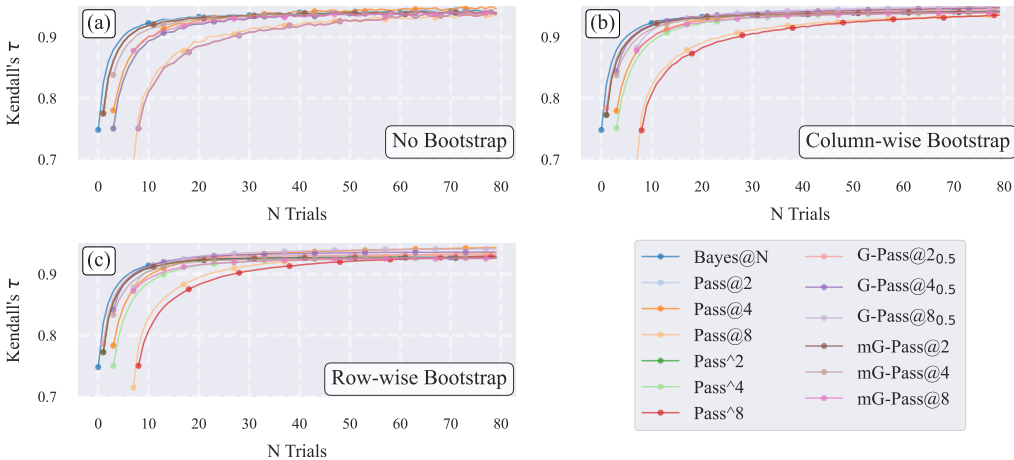 (a)
Kendall's τ
0.9
0.8
0.7
No Bootstrap
0 10 20 30 40 50 60 70 80
N Trials
(b)
0.9
0.8
0.7
Column-wise Bootstrap
0 10 20 30 40 50 60 70 80
N Trials
(c)
Kendall's τ
0.9
0.8
0.7
Row-wise Bootstrap
0 10 20 30 40 50 60 70 80
N Trials
Bayes@N
Pass@2
Pass@4
Pass@8
Pass^2
Pass^4
Pass^8
G-Pass@2₀.₅
G-Pass@4₀.₅
G-Pass@8₀.₅
mG-Pass@2
mG-Pass@4
mG-Pass@8